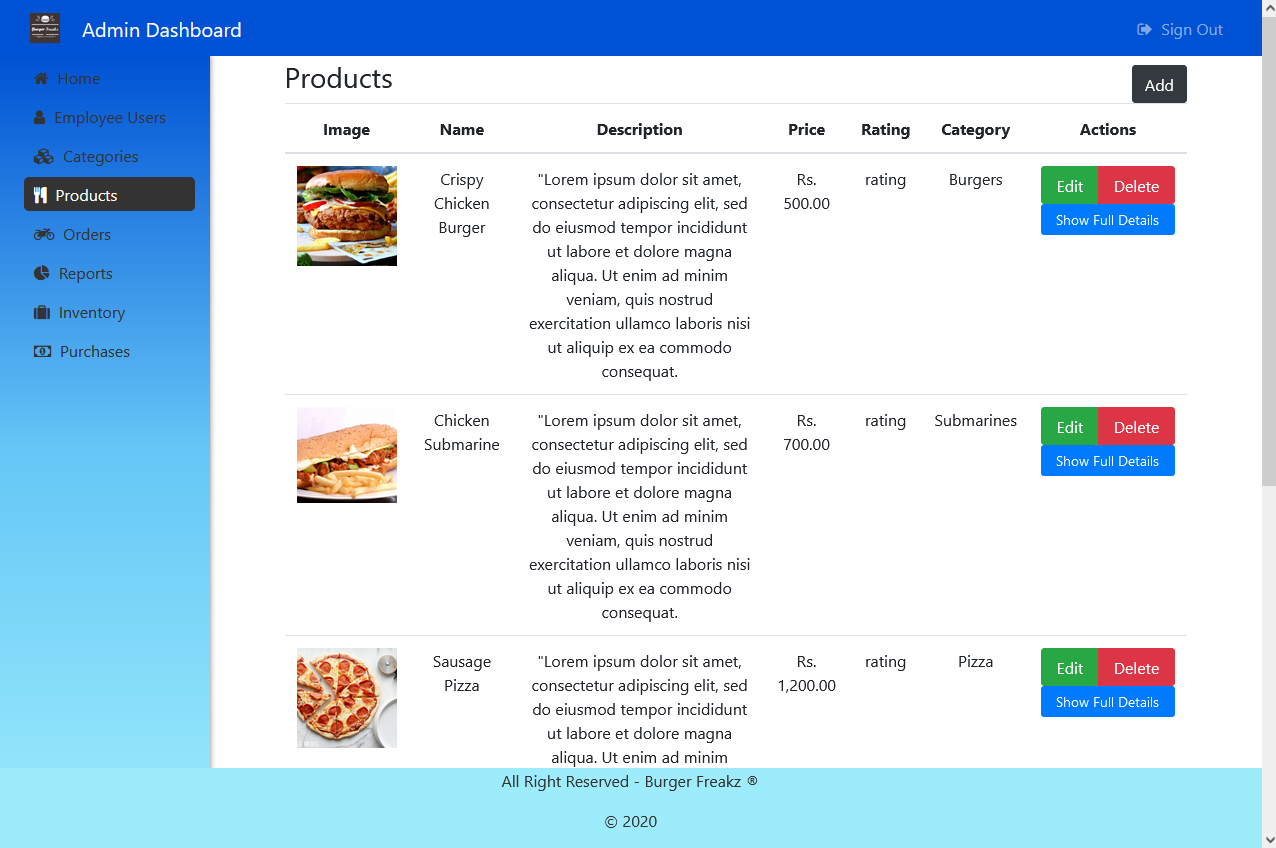 Burger Freakz
Admin Dashboard
Sign Out
Home
Employee Users
Categories
Products
Orders
Reports
Inventory
Purchases
Products
Add
Image Name Description Price Rating Category Actions
Crispy
Chicken
Burger
"Lorem ipsum dolor sit amet,
consectetur adipiscing elit, sed
do eiusmod tempor incididunt
ut labore et dolore magna
aliqua. Ut enim ad minim
veniam, quis nostrud
exercitation ullamco laboris nisi
ut aliquip ex ea commodo
consequat.
Rs.
500.00
rating
Burgers
Edit Delete
Show Full Details
Chicken
Submarine
"Lorem ipsum dolor sit amet,
consectetur adipiscing elit, sed
do eiusmod tempor incididunt
ut labore et dolore magna
aliqua. Ut enim ad minim
veniam, quis nostrud
exercitation ullamco laboris nisi
ut aliquip ex ea commodo
consequat.
Rs.
700.00
rating
Submarines
Edit Delete
Show Full Details
Sausage
Pizza
"Lorem ipsum dolor sit amet,
consectetur adipiscing elit, sed
do eiusmod tempor incididunt
ut labore et dolore magna
aliqua. Ut enim ad minim
Rs.
1,200.00
rating
Pizza
Edit Delete
Show Full Details
All Right Reserved - Burger Freakz ®
© 2020